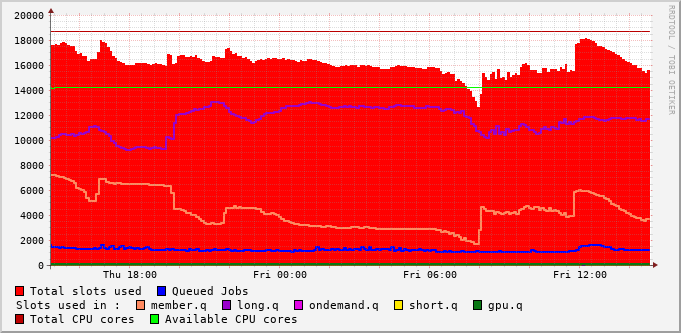 20000
18000
16000
14000
12000
10000
8000
6000
4000
2000
0
Thu 18:00 Fri 00:00 Fri 06:00 Fri 12:00
RRDTOOL / TOBI OETIKER
Total slots used Queued Jobs
Slots used in : member.q long.q ondemand.q short.q gpu.q
Total CPU cores Available CPU cores